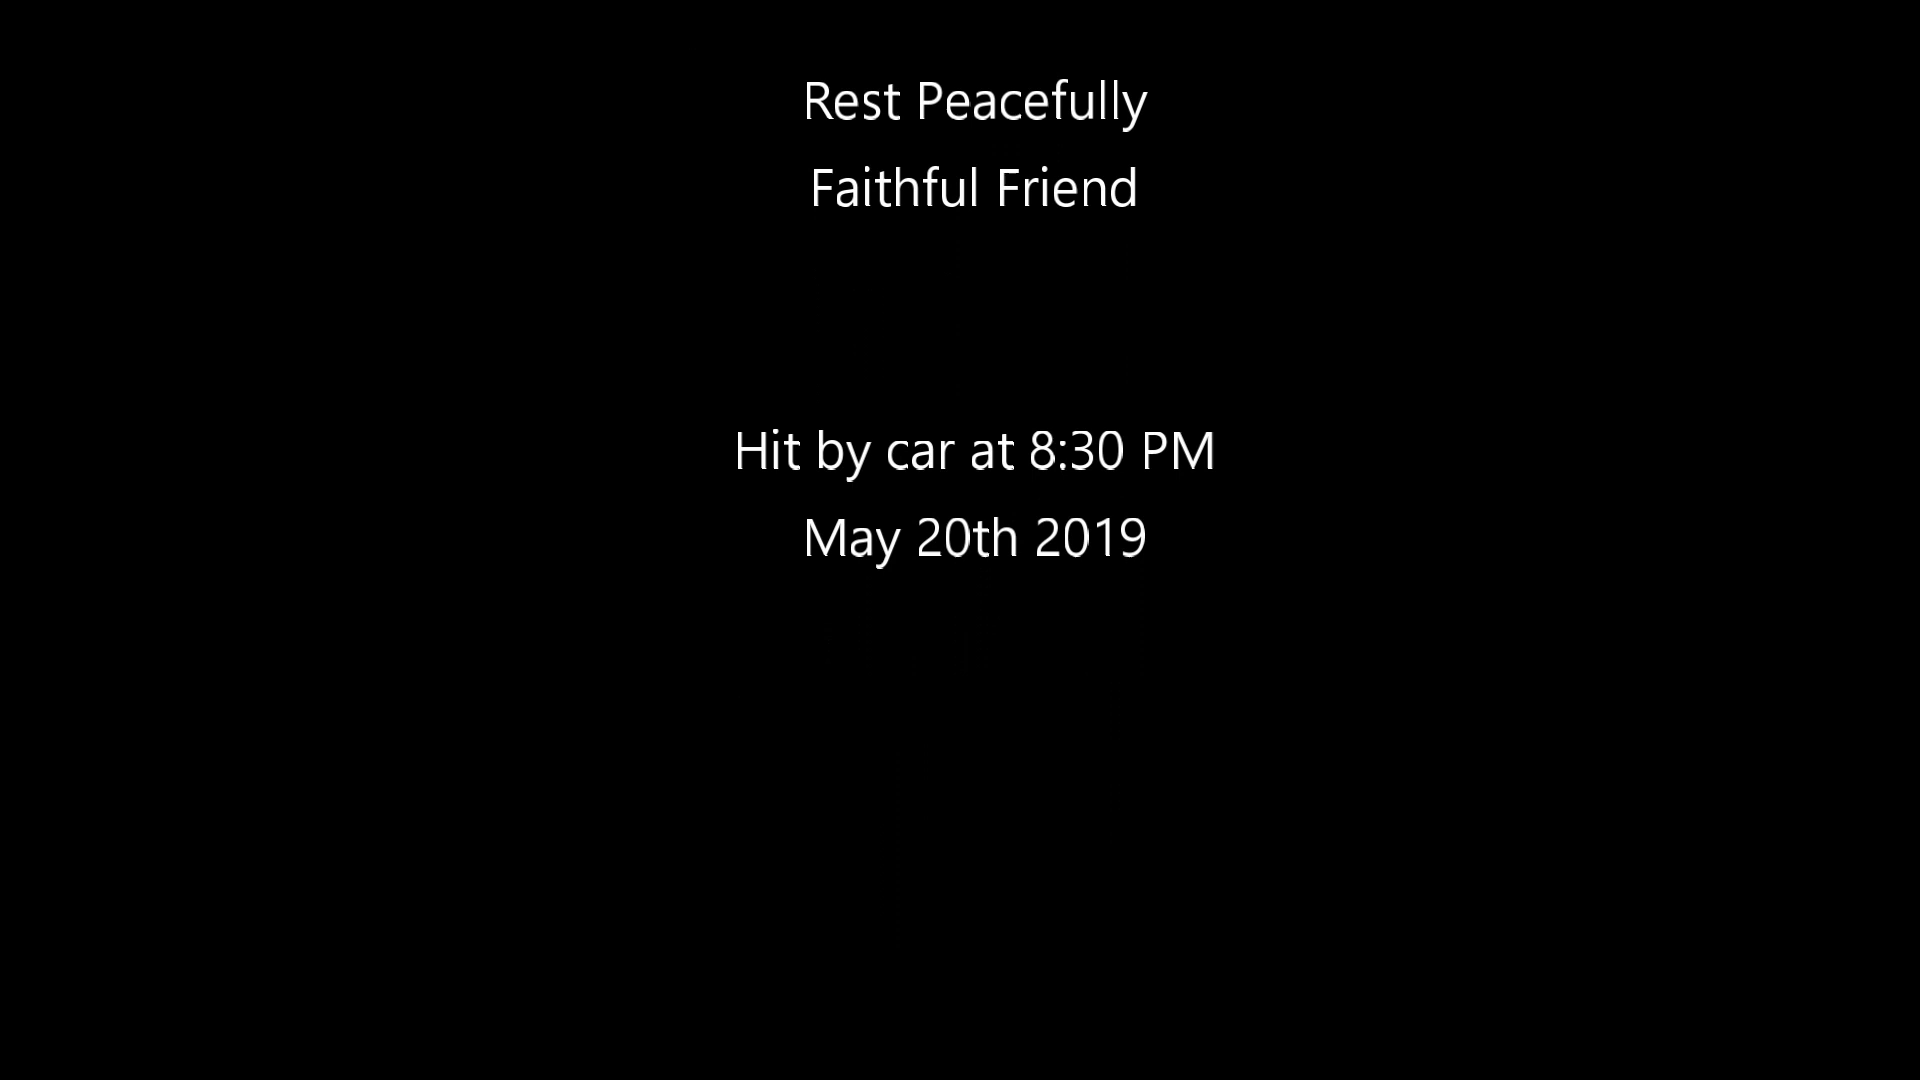 Rest Peacefully
Faithful Friend
Hit by car at 8:30 PM
May 20th 2019